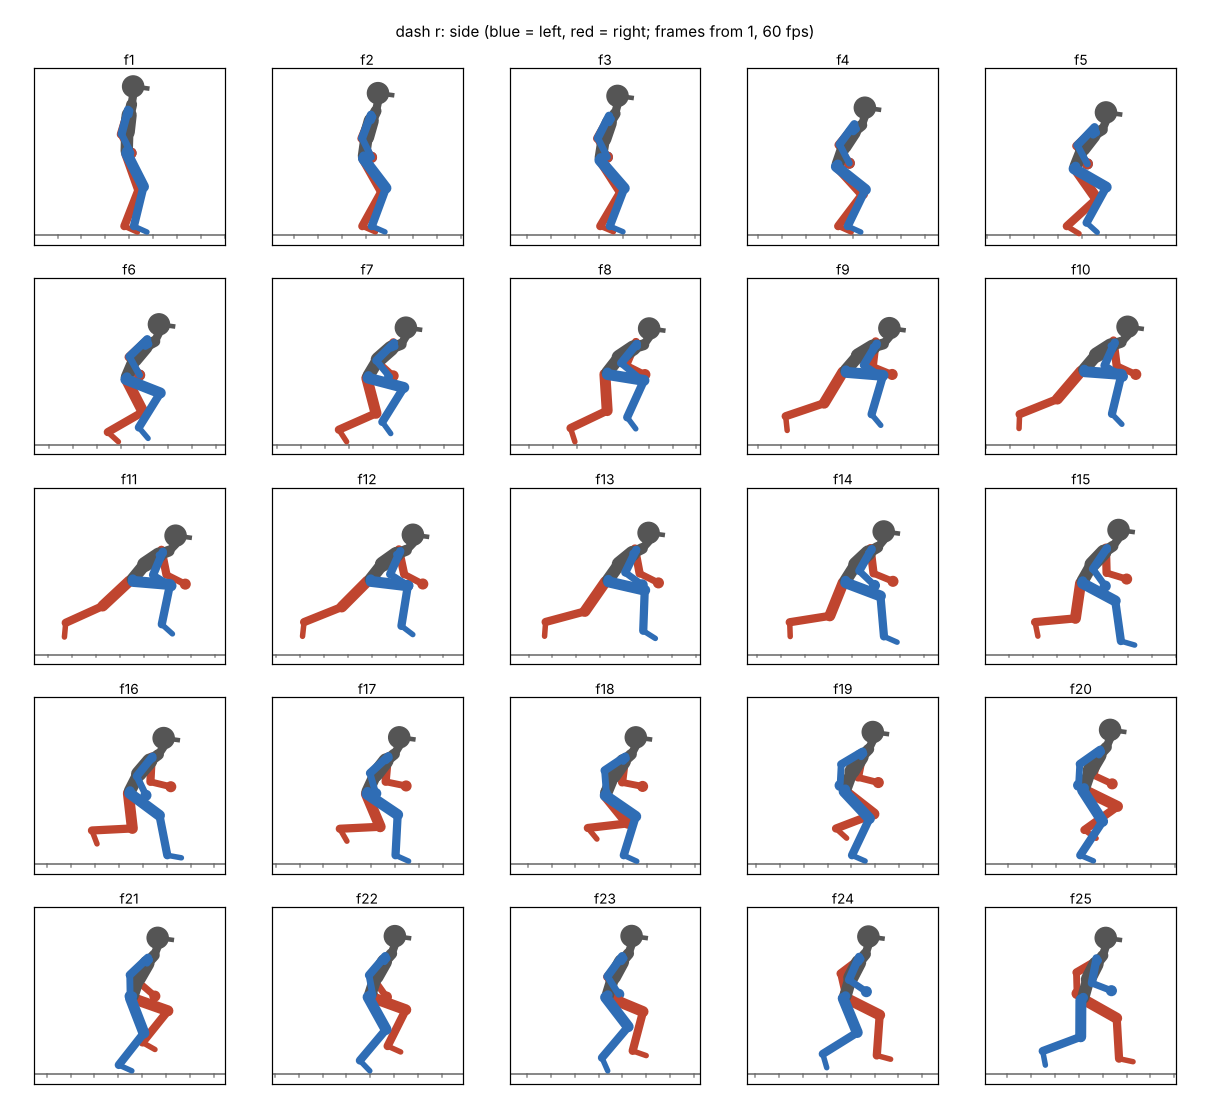 dash r: side (blue = left, red = right; frames from 1, 60 fps)
f1 f2 f3 f4 f5
f6 f7 f8 f9 f10
f11 f12 f13 f14 f15
f16 f17 f18 f19 f20
f21 f22 f23 f24 f25